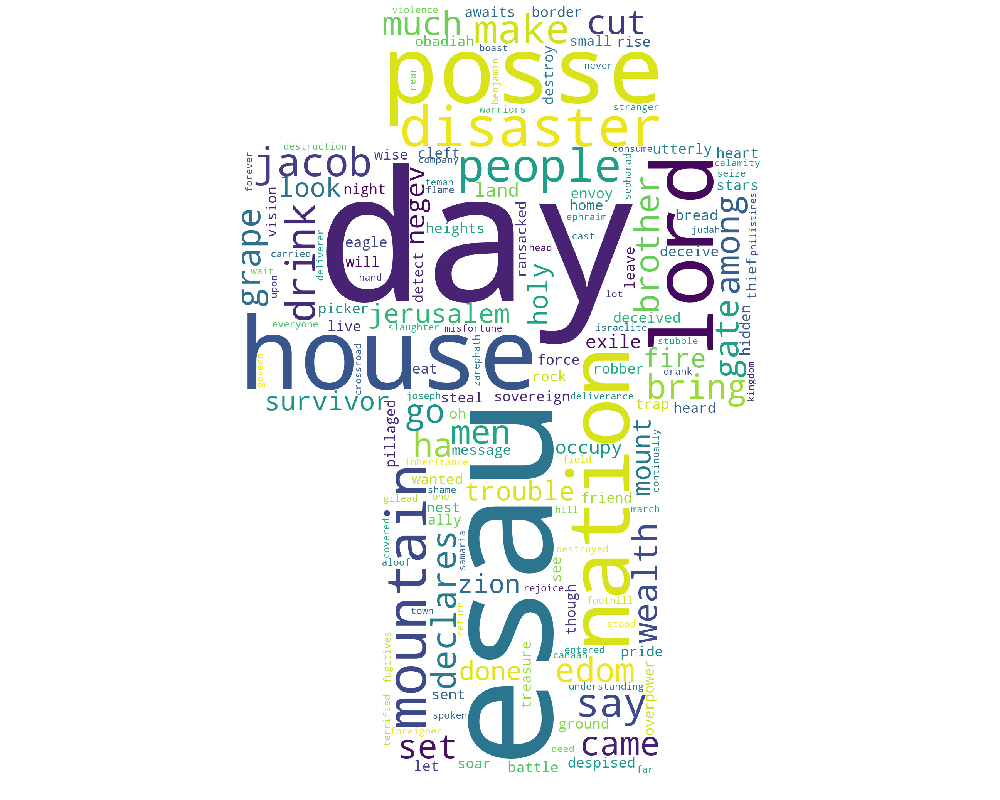 violence
awaits
border
much
make
cut
obadiah
boast
small
rise
near
posse
benjamin
destroy
never
warriors
stranger
disaster
destruction
jacob
wise
cleft
company
people
consume
utterly
heart
forever
look
night
teman
flame
land
envoy
sepharad
lord
calamity
seize
stars
vision
drink
day
negev
home
brother
bread
among
grape
eagle
heights
ransacked
ephraim
judah
philistines
carried
deliverer
will
detect
head
cast
leave
deceive
thief
wait
upon
hand
holy
lot
hidden
picker
jerusalem
deceived
gate
everyone
live
slaughter
misfortune
israelite
house
zarephath
force
exile
stubble
govern
crossroad
eat
rock
robber
fire
drank
kingdom
survivor
joseph
steal
sovereign
deliverance
nation
bring
trap
heard
pillaged
go
oh
men
ha
message
occupy
mount
continually
inheritance
field
wanted
trouble
friend
gilead
shame
one
nest
ally
hill
march
mountain
esau
covered
aloof
declares
samaria
destroyed
wealth
zion
see
rejoice
though
foothill
town
return
stood
fugitives
canaan
entered
pride
done
treasure
edom
overpower
sent
understanding
terrified
spoken
say
foreigner
ground
set
deed
came
let
soar
battle
despised
far